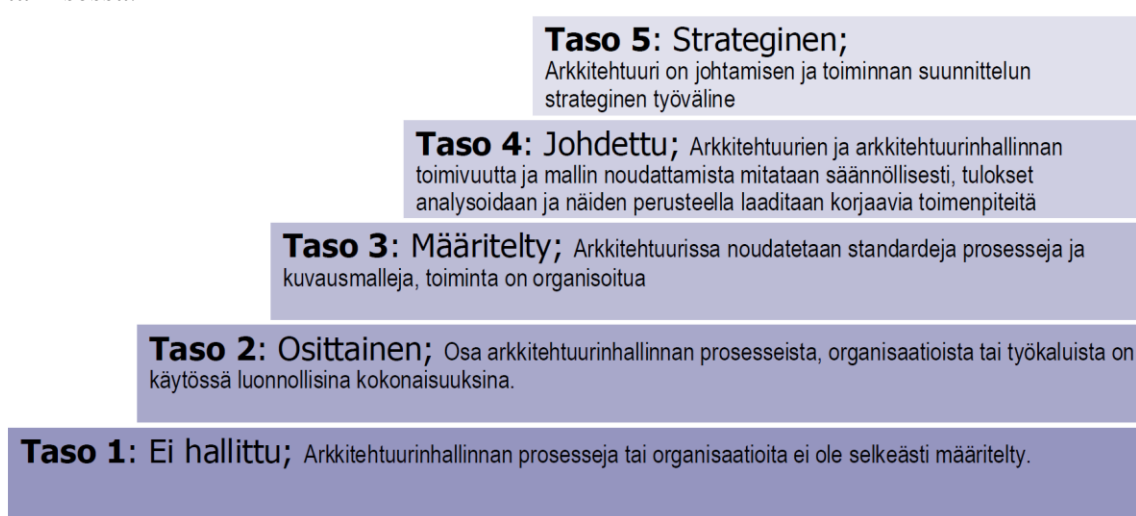 Taso 5: Strateginen;
Arkkitehtuuri on johtamisen ja toiminnan suunnittelun
strateginen työväline
Taso 4: Johdettu; Arkkitehtuurien ja arkkitehtuurinhallinnan
toimivuutta ja mallin noudattamista mitataan säännöllisesti, tulokset
analysoidaan ja näiden perusteella laaditaan korjaavia toimenpiteitä
Taso 3: Määritelty; Arkkitehtuurissa noudatetaan standardeja prosesseja ja
kuvausmalleja, toiminta on organisoitua
Taso 2: Osittainen; Osa arkkitehtuurinhallinnan prosesseista, organisaatioista tai työkaluista on
käytössä luonnollisina kokonaisuuksina.
Taso 1: Ei hallittu; Arkkitehtuurinhallinnan prosesseja tai organisaatioita ei ole selkeästi määritelty.